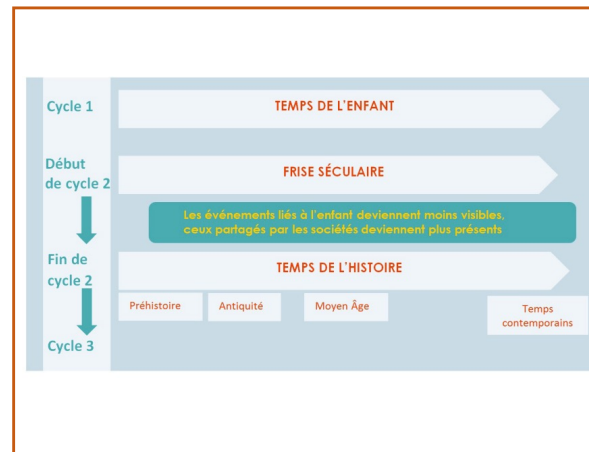 Cycle 1
TEMPS DE L'ENFANT
Début
de cycle 2
FRISE SÉCULAIRE
Les événements liés à l'enfant deviennent moins visibles,
ceux partagés par les sociétés deviennent plus présents
Fin de
cycle 2
TEMPS DE L'HISTOIRE
Préhistoire
Antiquité
Moyen Âge
Temps
contemporains
Cycle 3